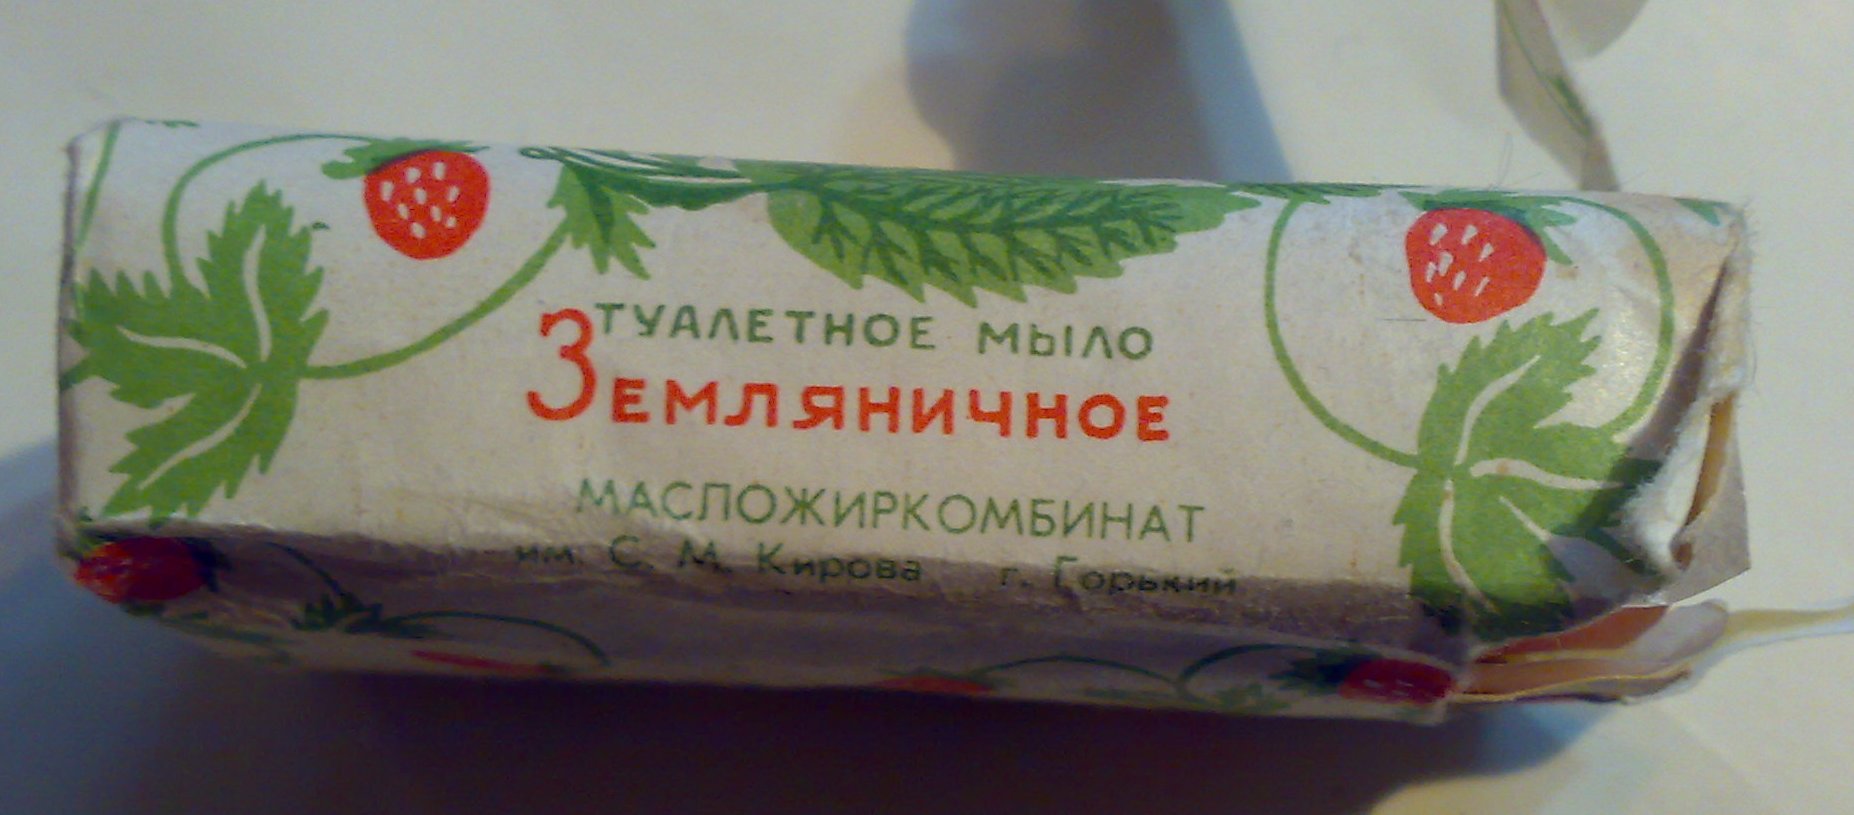 ТУАЛЕТНОЕ МЫЛО
ЗЕМЛЯНИЧНОЕ
МАСЛОЖИРКОМБИНАТ
им. С. М. Кирова г. Горький